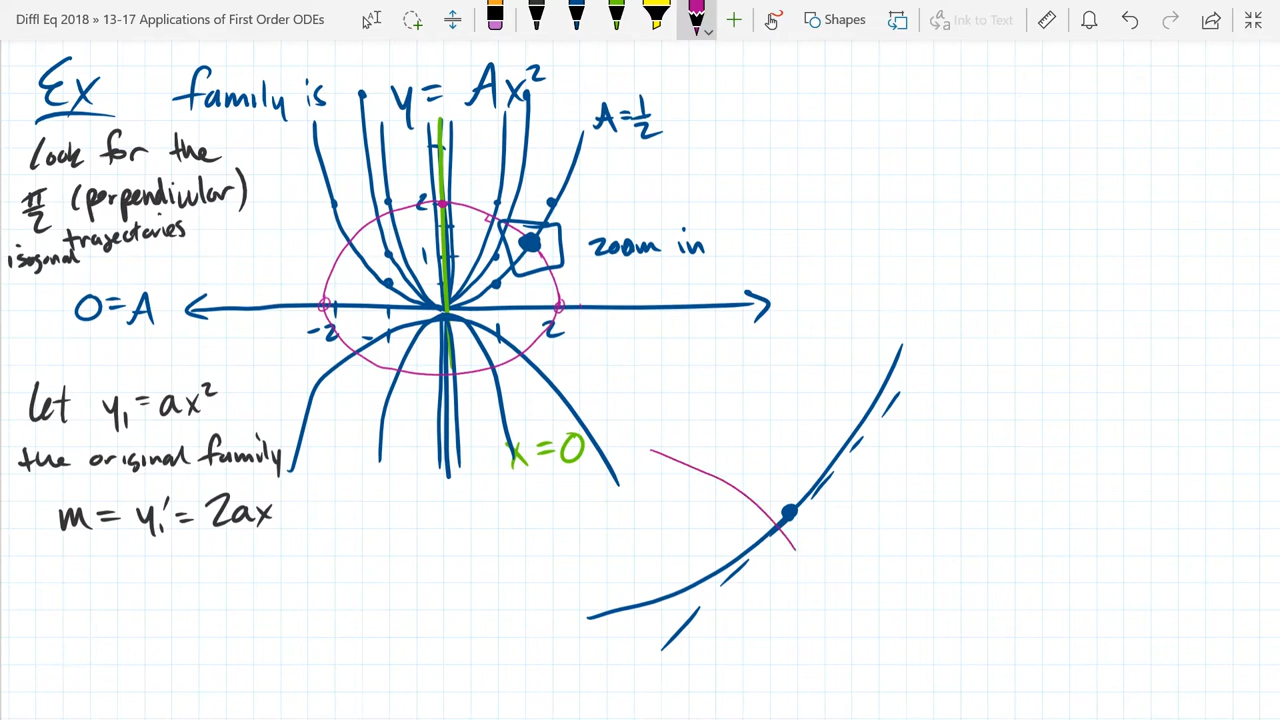 Diffl Eq 2018 » 13-17 Applications of First Order ODEs
Shapes
Ink to Text
Ex family is y = Ax²
A = 1/2
look for the
π/2 (perpendicular)
trajectories
isogonal
2
1
zoom in
0 = A
-2 -1 1 2
let y₁ = ax²
the original family
x = 0
m = y₁' = 2ax